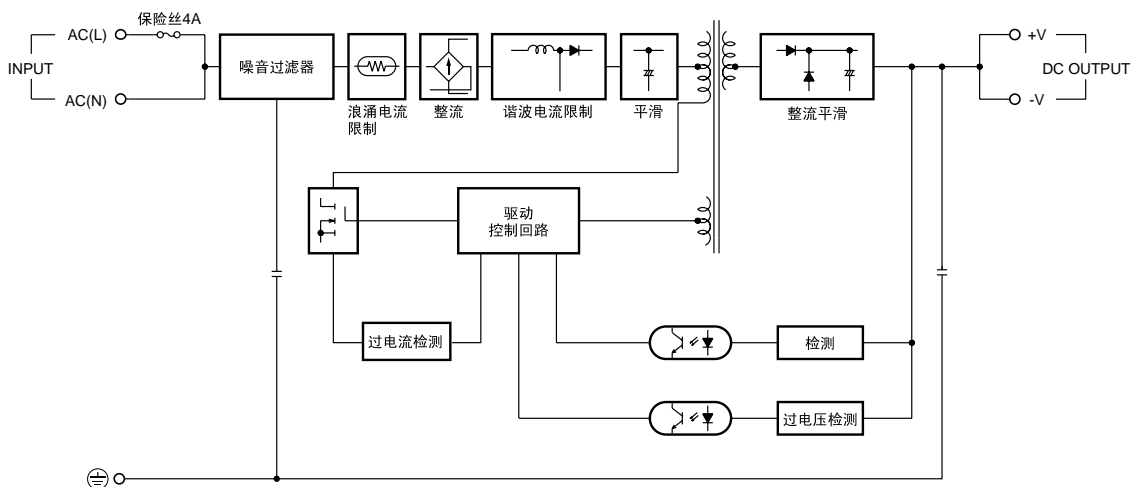 保险丝4A
AC(L)
INPUT
AC(N)
噪音过滤器
浪涌电流
限制
整流
谐波电流限制
平滑
整流平滑
+V
DC OUTPUT
-V
驱动
控制回路
过电流检测
检测
过电压检测